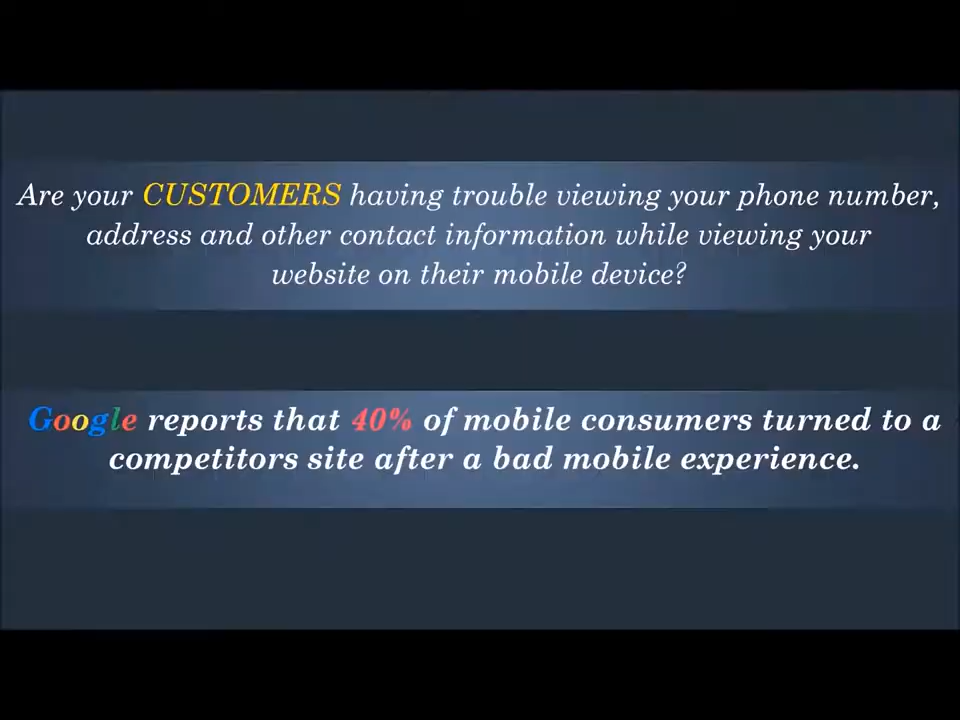 Are your CUSTOMERS having trouble viewing your phone number,
address and other contact information while viewing your
website on their mobile device?
Google reports that 40% of mobile consumers turned to a
competitors site after a bad mobile experience.